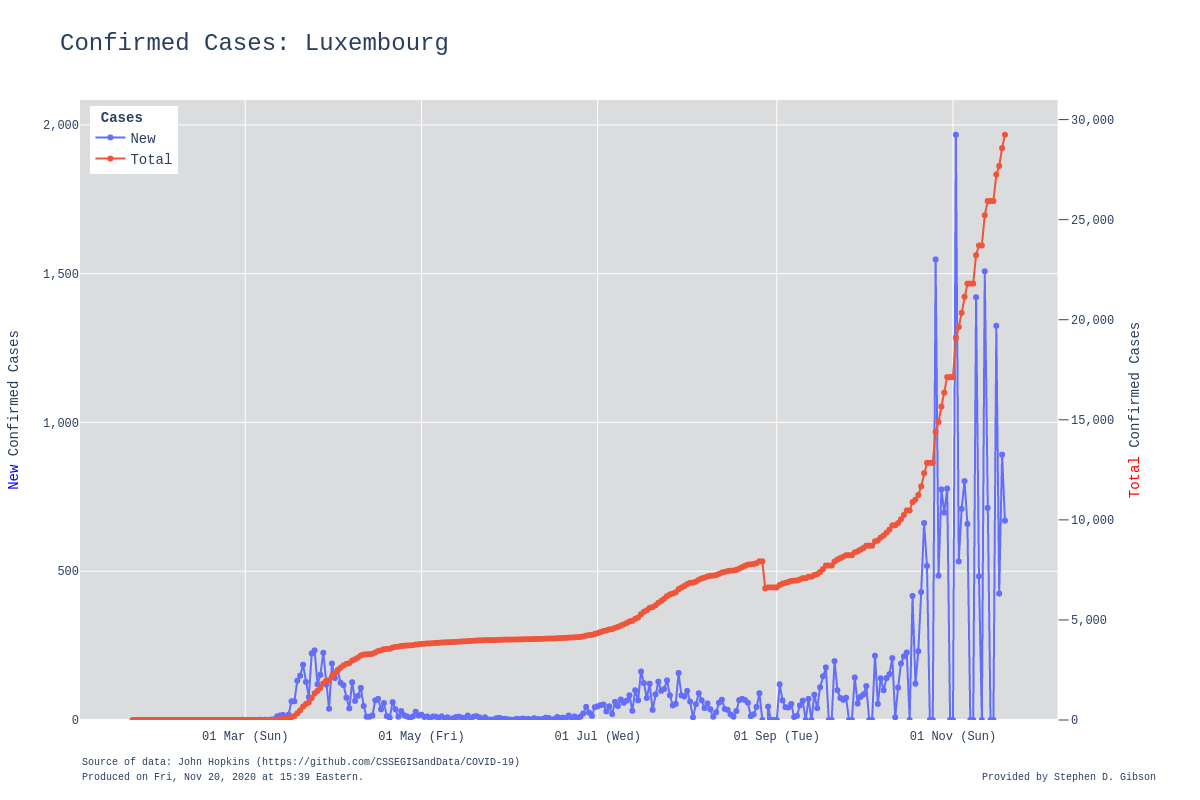 Confirmed Cases: Luxembourg
Cases
New
Total
2,000
1,500
1,000
500
0
30,000
25,000
20,000
15,000
10,000
5,000
0
New Confirmed Cases
Total Confirmed Cases
01 Mar (Sun)
01 May (Fri)
01 Jul (Wed)
01 Sep (Tue)
01 Nov (Sun)
Source of data: John Hopkins (https://github.com/CSSEGISandData/COVID-19)
Produced on Fri, Nov 20, 2020 at 15:39 Eastern.
Provided by Stephen D. Gibson